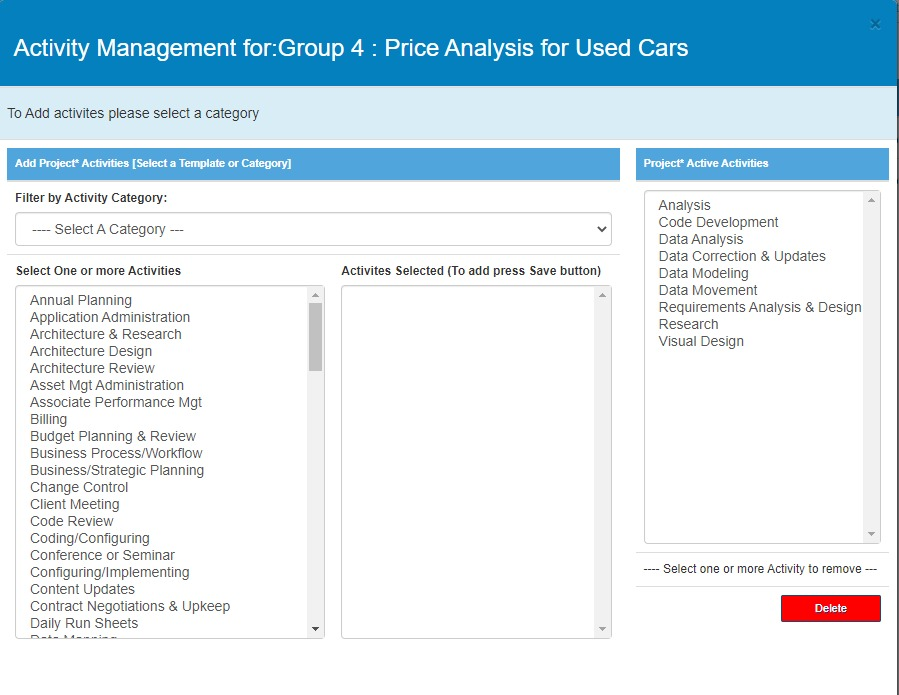 ×
Activity Management for:Group 4 : Price Analysis for Used Cars
To Add activites please select a category
Add Project* Activities [Select a Template or Category]
Filter by Activity Category:
---- Select A Category ---
Select One or more Activities
Annual Planning
Application Administration
Architecture & Research
Architecture Design
Architecture Review
Asset Mgt Administration
Associate Performance Mgt
Billing
Budget Planning & Review
Business Process/Workflow
Business/Strategic Planning
Change Control
Client Meeting
Code Review
Coding/Configuring
Conference or Seminar
Configuring/Implementing
Content Updates
Contract Negotiations & Upkeep
Daily Run Sheets
Activites Selected (To add press Save button)
Project* Active Activities
Analysis
Code Development
Data Analysis
Data Correction & Updates
Data Modeling
Data Movement
Requirements Analysis & Design
Research
Visual Design
---- Select one or more Activity to remove ---
Delete